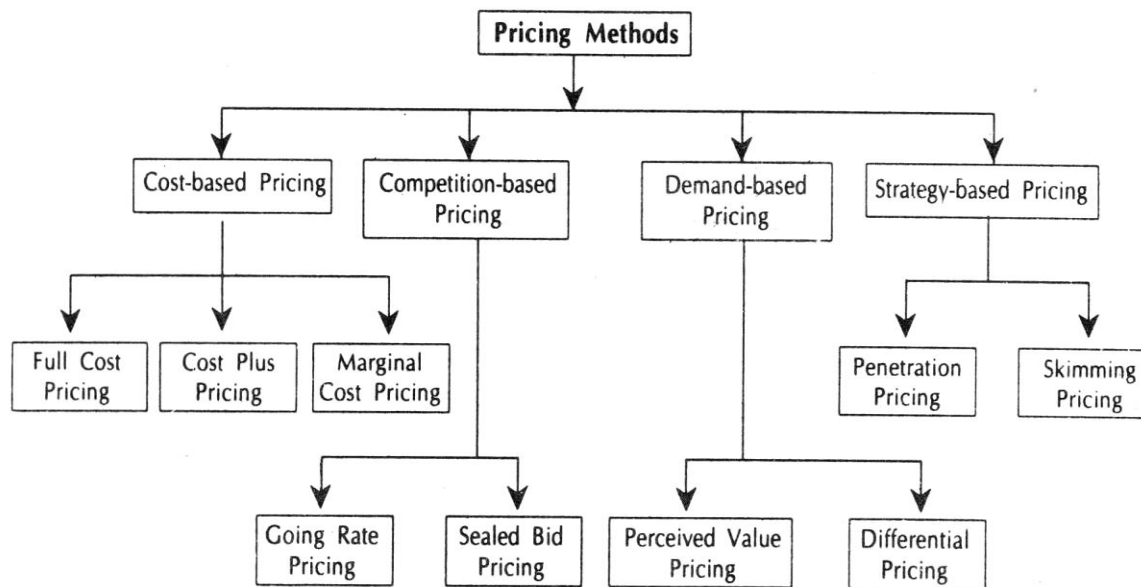 Pricing Methods
Cost-based Pricing
Competition-based
Pricing
Demand-based
Pricing
Strategy-based Pricing
Full Cost
Pricing
Cost Plus
Pricing
Marginal
Cost Pricing
Penetration
Pricing
Skimming
Pricing
Going Rate
Pricing
Sealed Bid
Pricing
Perceived Value
Pricing
Differential
Pricing